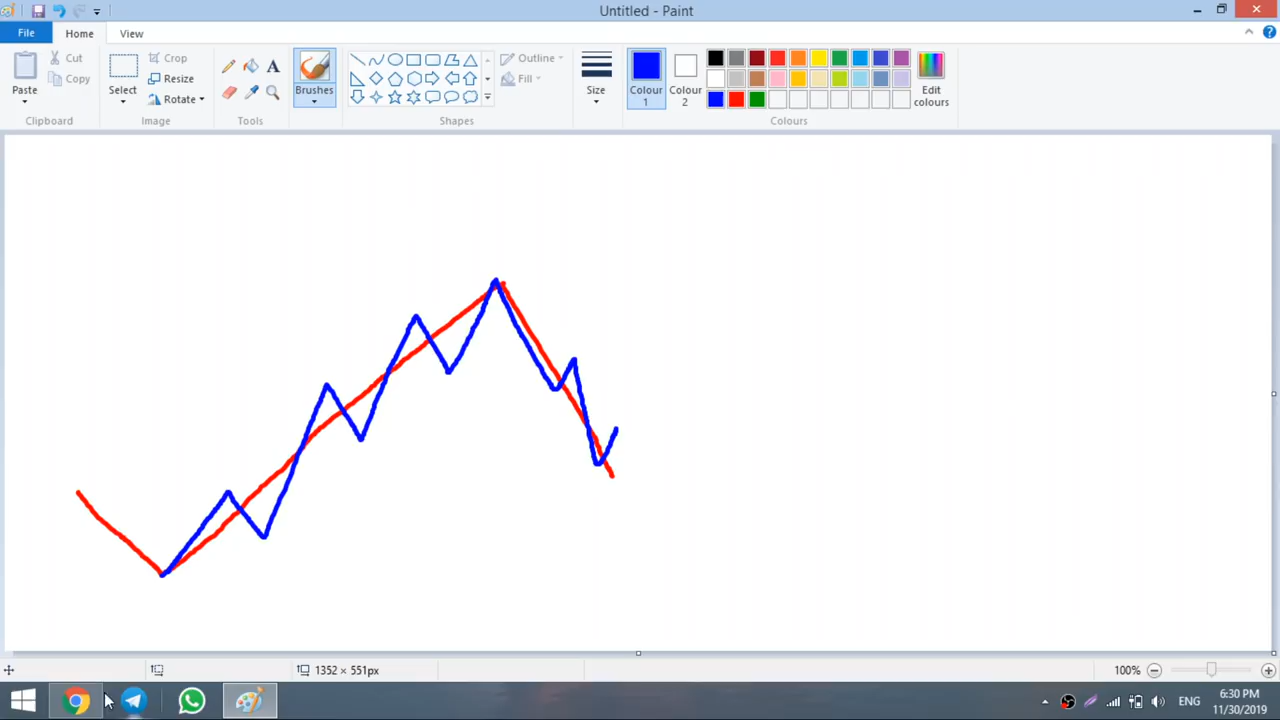 Untitled - Paint
File
Home
View
Paste
Cut
Copy
Clipboard
Select
Crop
Resize
Rotate
Image
Tools
Brushes
Outline
Fill
Shapes
Size
Colour
1
Colour
2
Edit
colours
Colours
1352 × 551px
100%
ENG
6:30 PM
11/30/2019